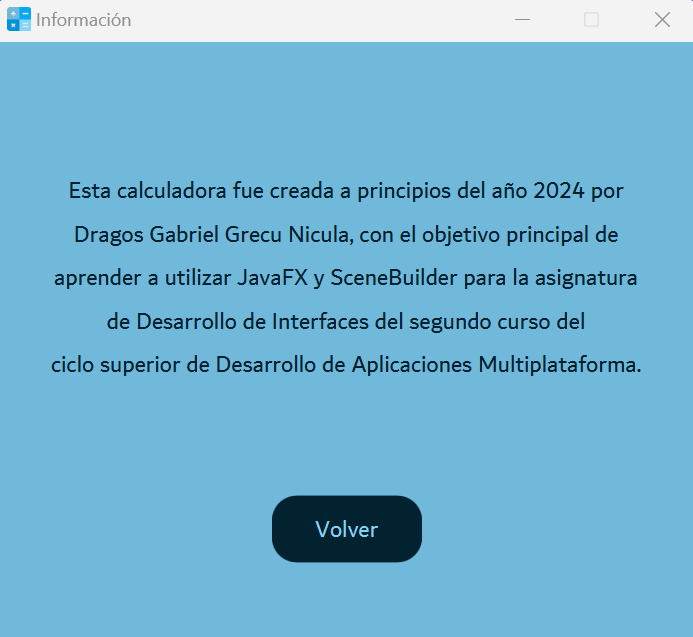 Información
Esta calculadora fue creada a principios del año 2024 por
Dragos Gabriel Grecu Nicula, con el objetivo principal de
aprender a utilizar JavaFX y SceneBuilder para la asignatura
de Desarrollo de Interfaces del segundo curso del
ciclo superior de Desarrollo de Aplicaciones Multiplataforma.
Volver